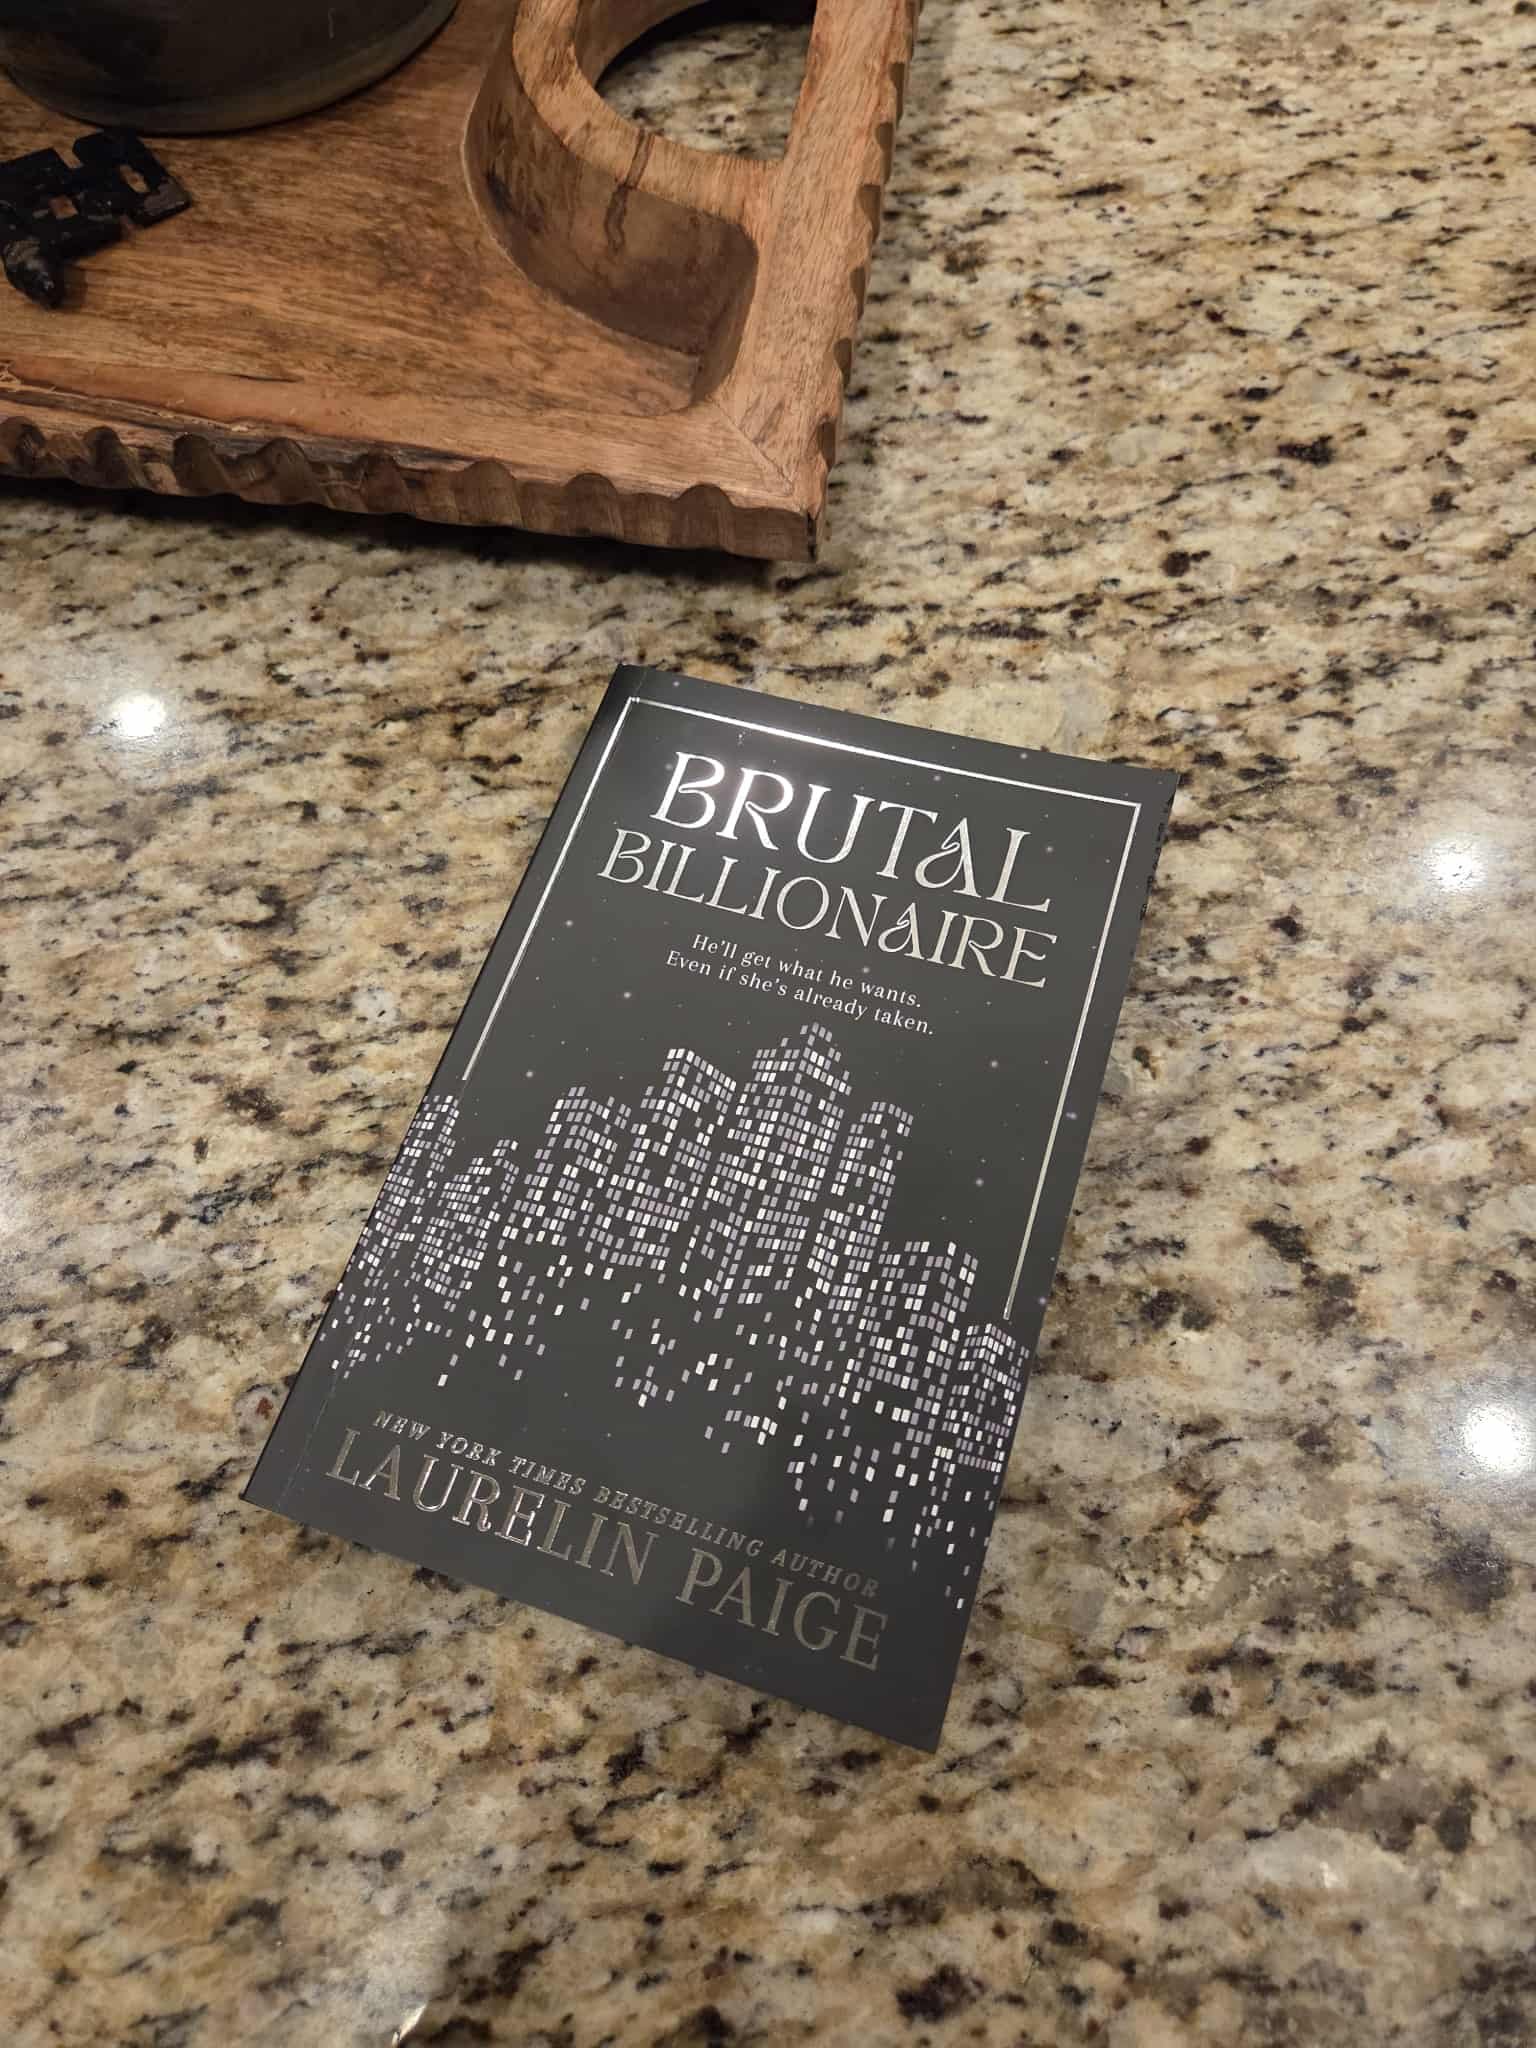 BRUTAL
BILLIONAIRE
He'll get what he wants.
Even if she's already taken.
NEW YORK TIMES BESTSELLING AUTHOR
LAURELIN PAIGE